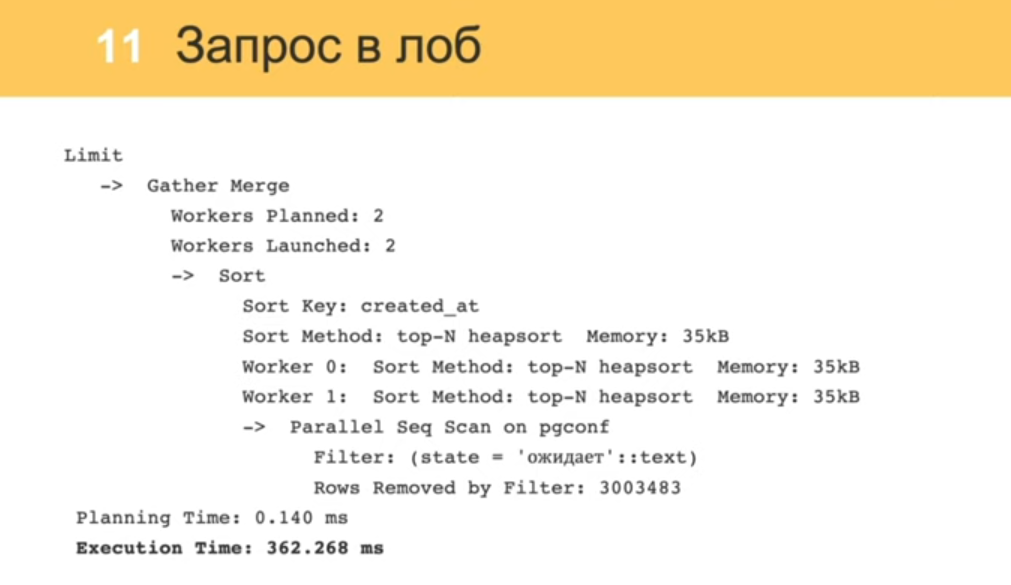 11 Запрос в лоб
Limit
-> Gather Merge
Workers Planned: 2
Workers Launched: 2
-> Sort
Sort Key: created_at
Sort Method: top-N heapsort Memory: 35kB
Worker 0: Sort Method: top-N heapsort Memory: 35kB
Worker 1: Sort Method: top-N heapsort Memory: 35kB
-> Parallel Seq Scan on pgconf
Filter: (state = 'ожидает'::text)
Rows Removed by Filter: 3003483
Planning Time: 0.140 ms
Execution Time: 362.268 ms